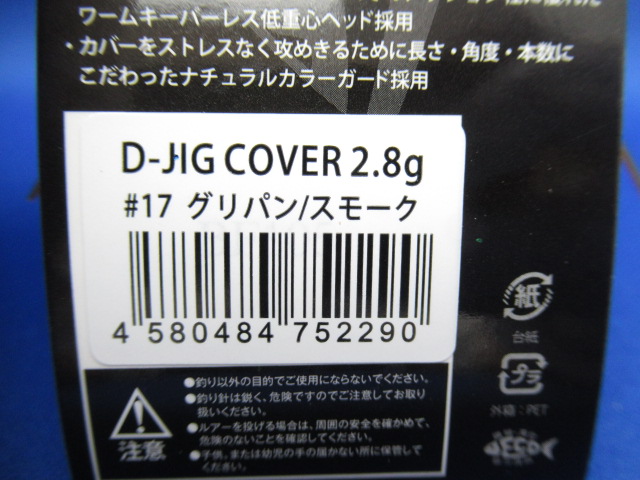 ワームキーパーレス低重心ヘッド採用
・カバーをストレスなく攻めきるために長さ・角度・本数に
こだわったナチュラルカラーガード採用
D-JIG COVER 2.8g
#17 グリパン/スモーク
4 580484 752290
●釣り以外の目的でご使用にならないでください。
●釣り針は鋭く、危険ですのでご注意してお取り
扱いください。
●ルアーを投げる場合は、周囲の安全を確かめて、
危険のないことを確認してください。
●子供、または幼児の手の届かない所に保管して
ください。
注意
紙
台紙
プラ
外箱：PET